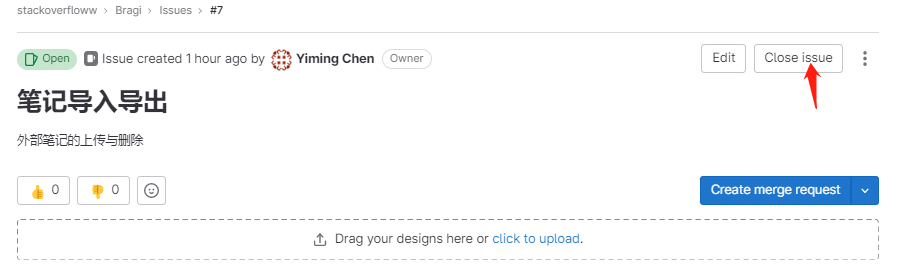 stackoverfloww > Bragi > Issues > #7
Open Issue created 1 hour ago by Yiming Chen Owner Edit Close issue
笔记导入导出
外部笔记的上传与删除
0 0 Create merge request
Drag your designs here or click to upload.